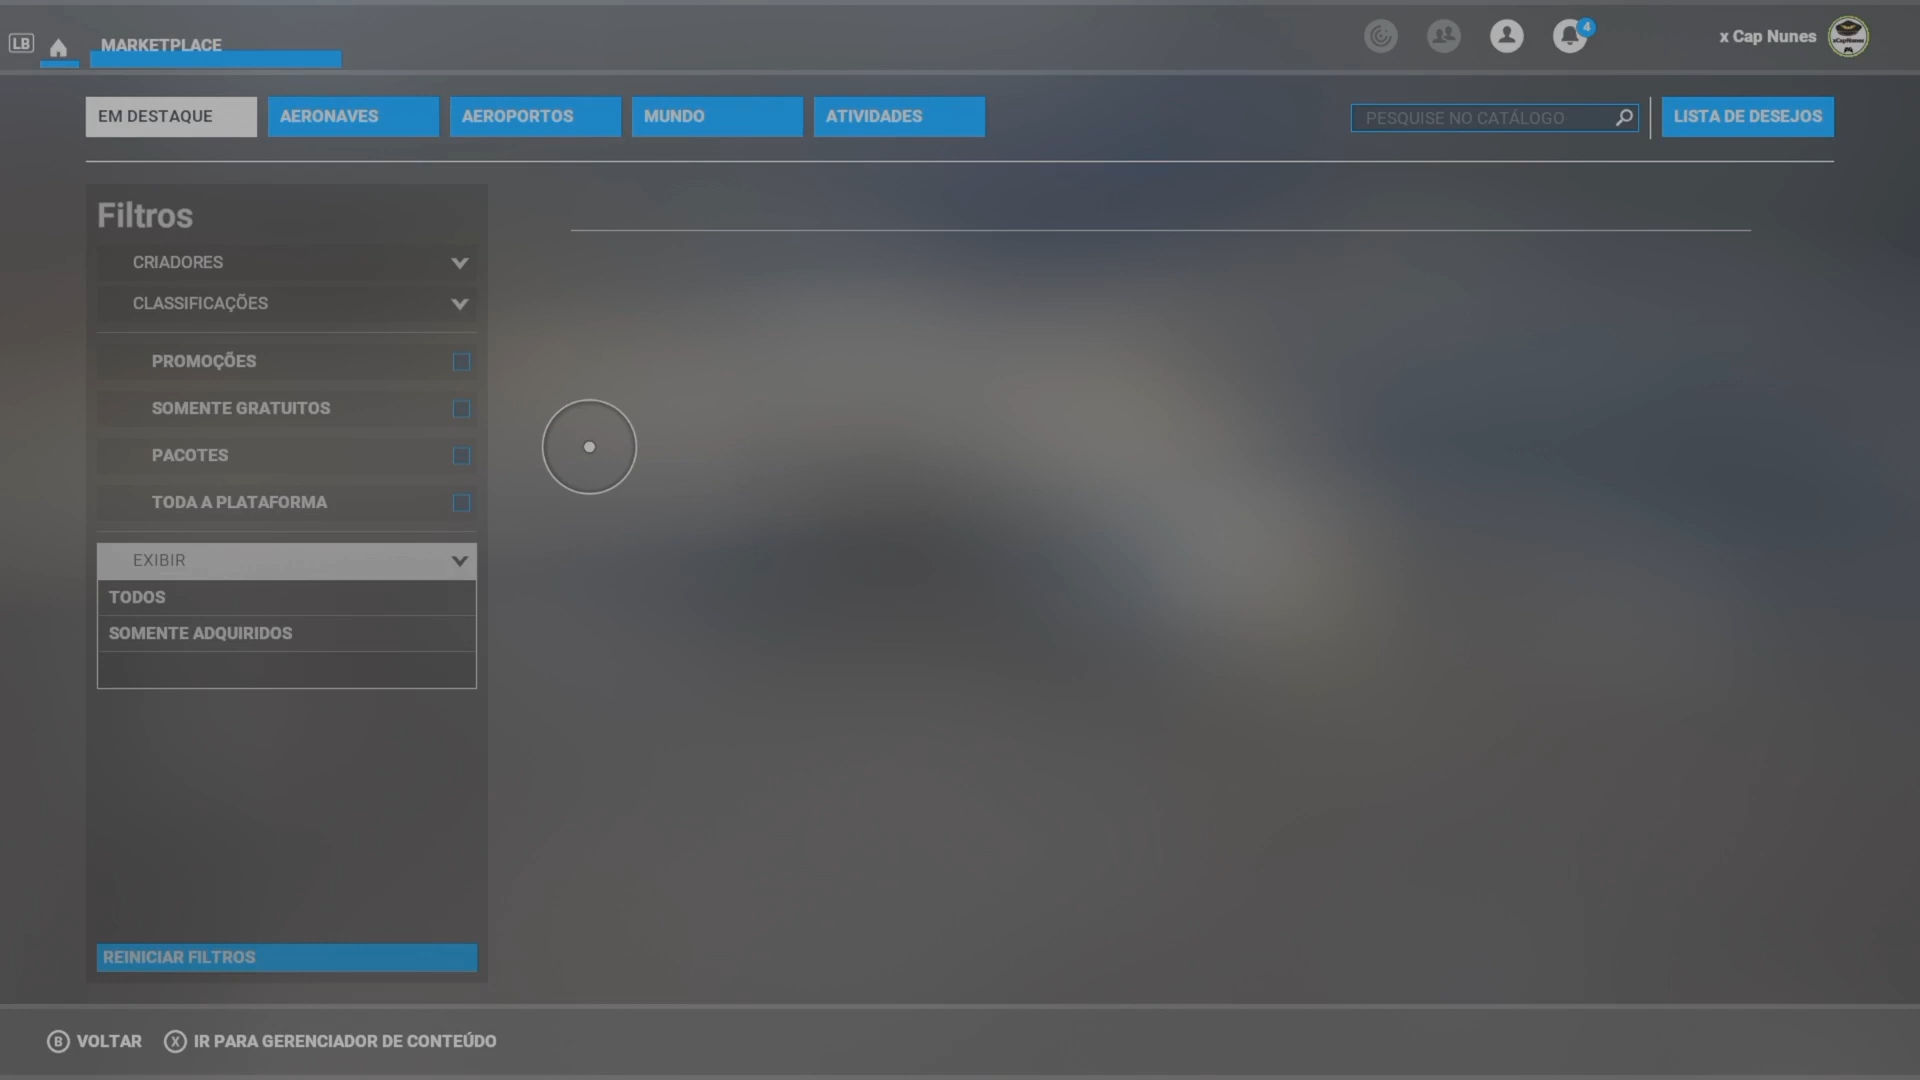 LB
MARKETPLACE
4
x Cap Nunes
EM DESTAQUE
AERONAVES
AEROPORTOS
MUNDO
ATIVIDADES
PESQUISE NO CATÁLOGO
LISTA DE DESEJOS
Filtros
CRIADORES
CLASSIFICAÇÕES
PROMOÇÕES
SOMENTE GRATUITOS
PACOTES
TODA A PLATAFORMA
EXIBIR
TODOS
SOMENTE ADQUIRIDOS
REINICIAR FILTROS
B VOLTAR
X IR PARA GERENCIADOR DE CONTEÚDO